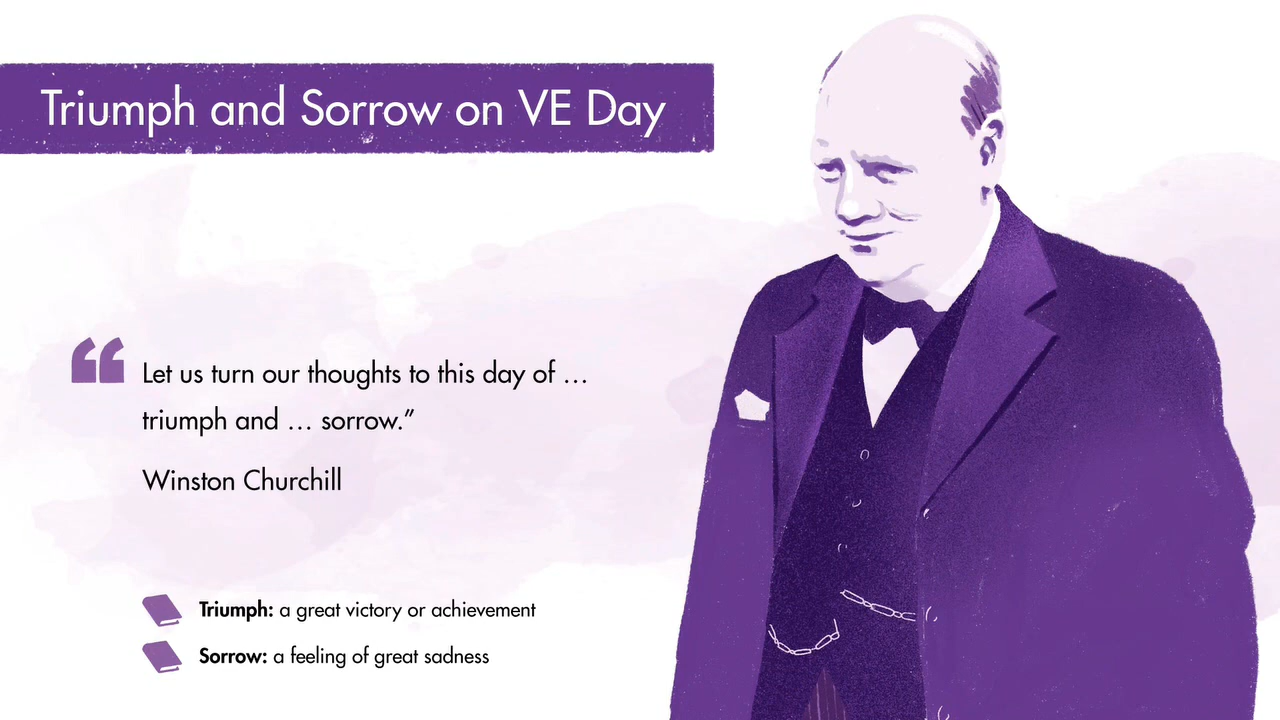 Triumph and Sorrow on VE Day
“ Let us turn our thoughts to this day of …
triumph and … sorrow.”
Winston Churchill
Triumph: a great victory or achievement
Sorrow: a feeling of great sadness